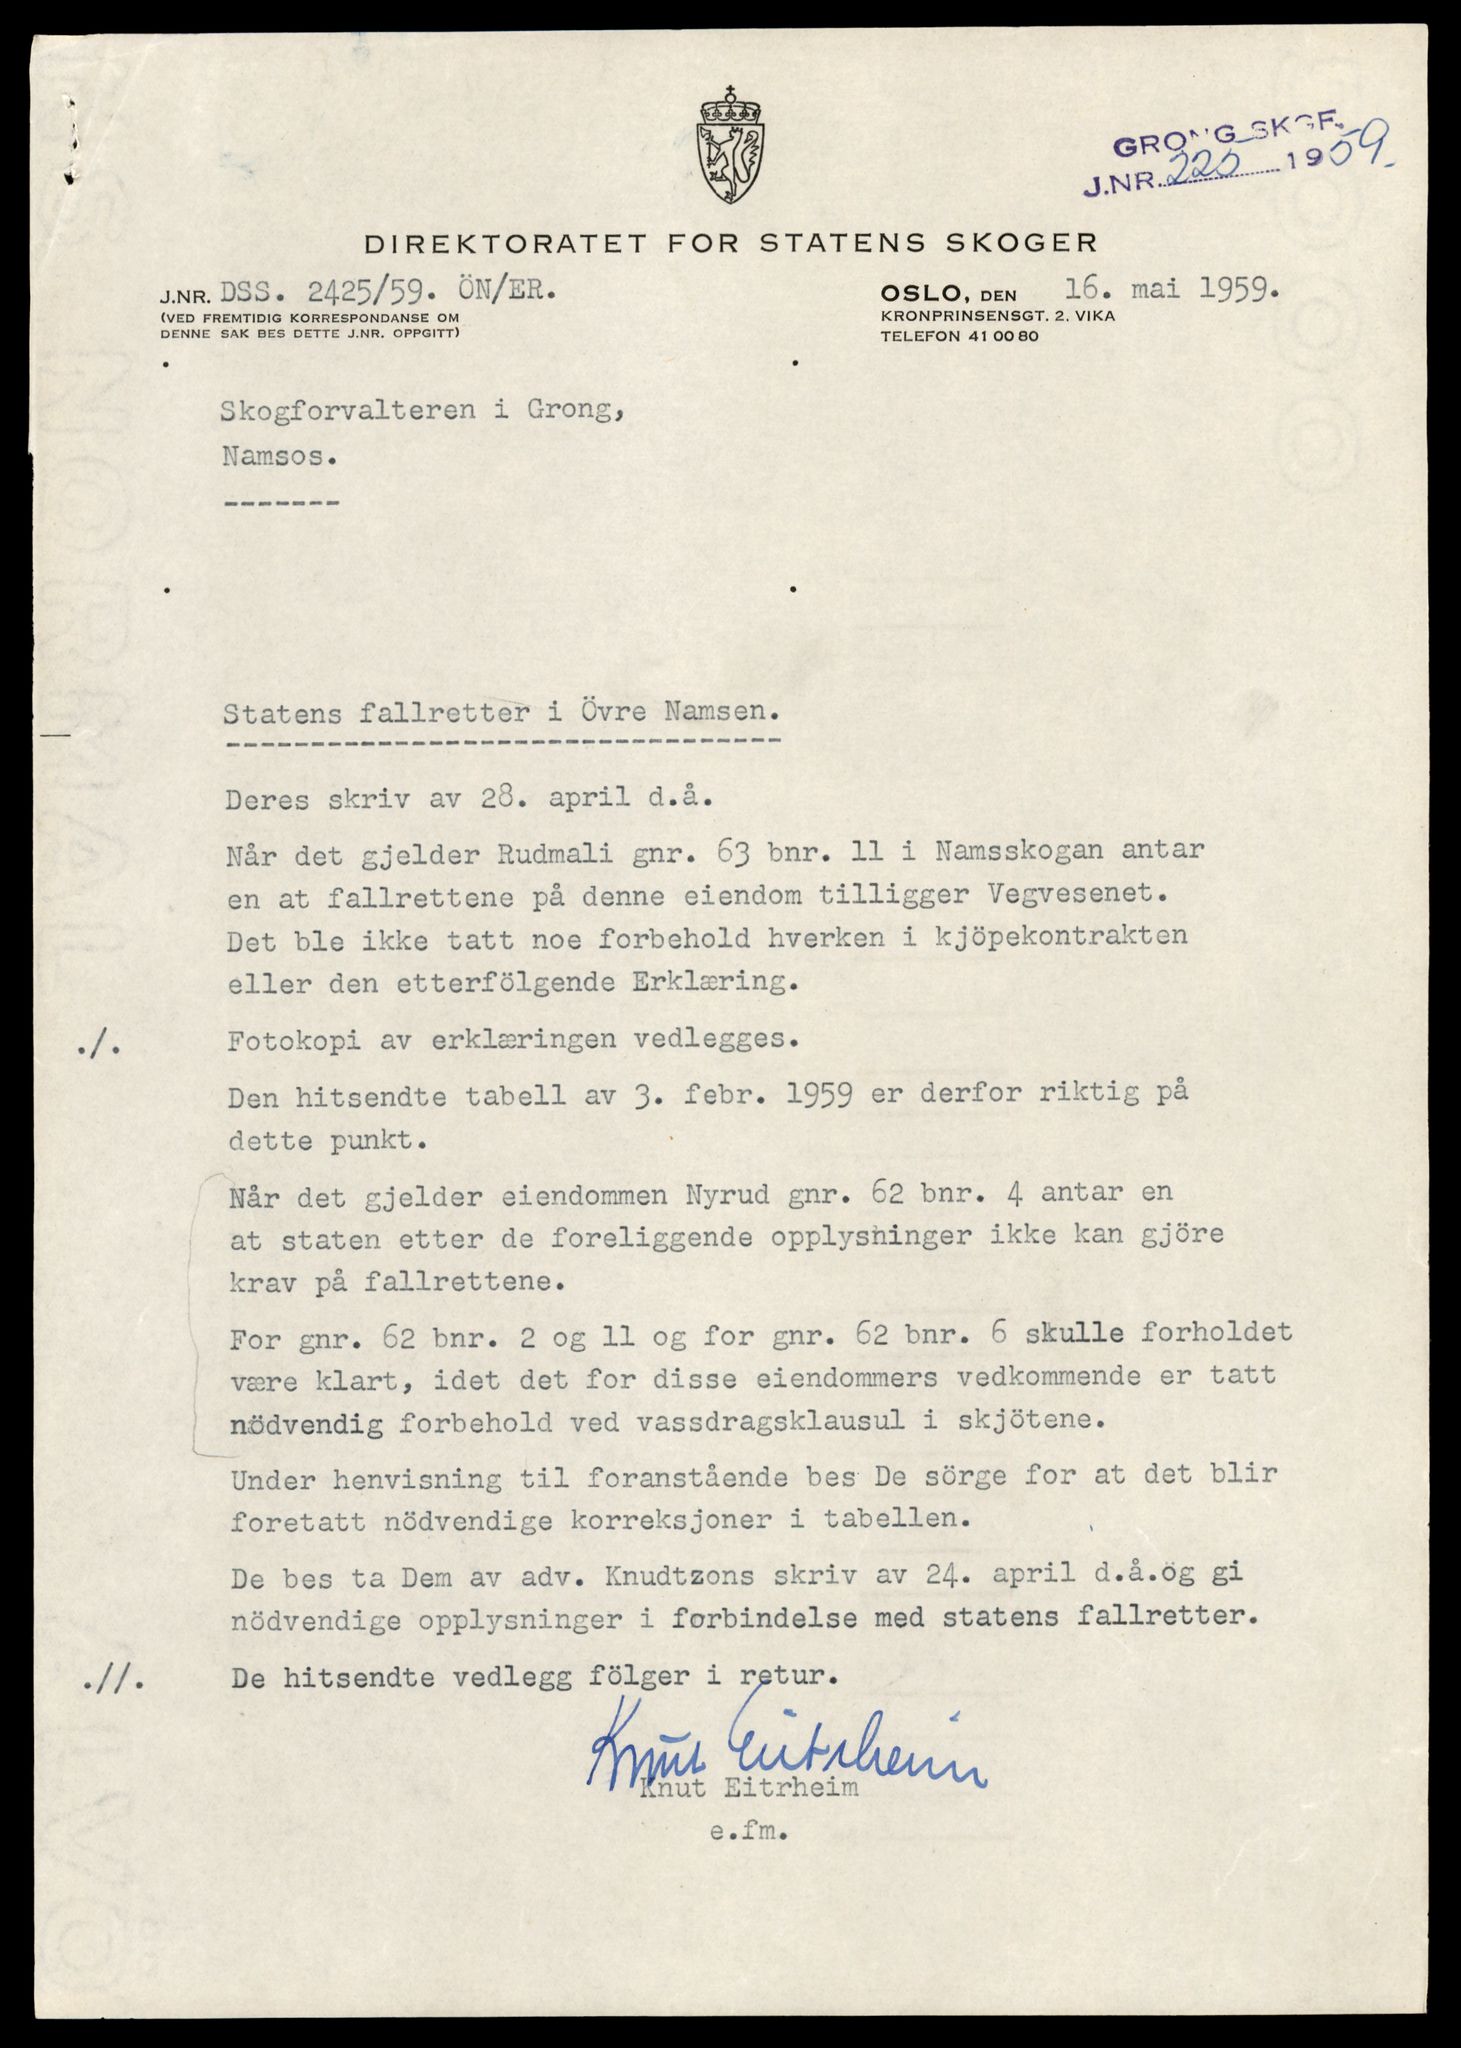 GRONG SKGF.
J.NR. 225 1959.
DIREKTORATET FOR STATENS SKOGER
J.NR. DSS. 2425/59. ÖN/ER.
(VED FREMTIDIG KORRESPONDANSE OM
DENNE SAK BES DETTE J.NR. OPPGITT)
OSLO, DEN 16. mai 1959.
KRONPRINSENSGT. 2. VIKA
TELEFON 41 00 80
Skogforvalteren i Grong,
Namsos.
-------
Statens fallretter i Övre Namsen.
---------------------------------
Deres skriv av 28. april d.å.
Når det gjelder Rudmali gnr. 63 bnr. 11 i Namsskogan antar
en at fallrettene på denne eiendom tilligger Vegvesenet.
Det ble ikke tatt noe forbehold hverken i kjöpekontrakten
eller den etterfölgende Erklæring.
./. Fotokopi av erklæringen vedlegges.
Den hitsendte tabell av 3. febr. 1959 er derfor riktig på
dette punkt.
Når det gjelder eiendommen Nyrud gnr. 62 bnr. 4 antar en
at staten etter de foreliggende opplysninger ikke kan gjöre
krav på fallrettene.
For gnr. 62 bnr. 2 og 11 og for gnr. 62 bnr. 6 skulle forholdet
være klart, idet det for disse eiendommers vedkommende er tatt
nödvendig forbehold ved vassdragsklausul i skjötene.
Under henvisning til foranstående bes De sörge for at det blir
foretatt nödvendige korreksjoner i tabellen.
De bes ta Dem av adv. Knudtzons skriv av 24. april d.å.og gi
nödvendige opplysninger i forbindelse med statens fallretter.
.//. De hitsendte vedlegg fölger i retur.
Knut Eitrheim
Knut Eitrheim
e.fm.